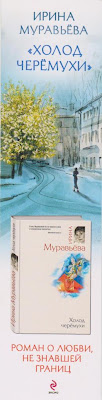 ИРИНА
МУРАВЬЁВА
«ХОЛОД
ЧЕРЁМУХИ»
Муравьёва
Холод
черёмухи
РОМАН О ЛЮБВИ,
НЕ ЗНАВШЕЙ
ГРАНИЦ